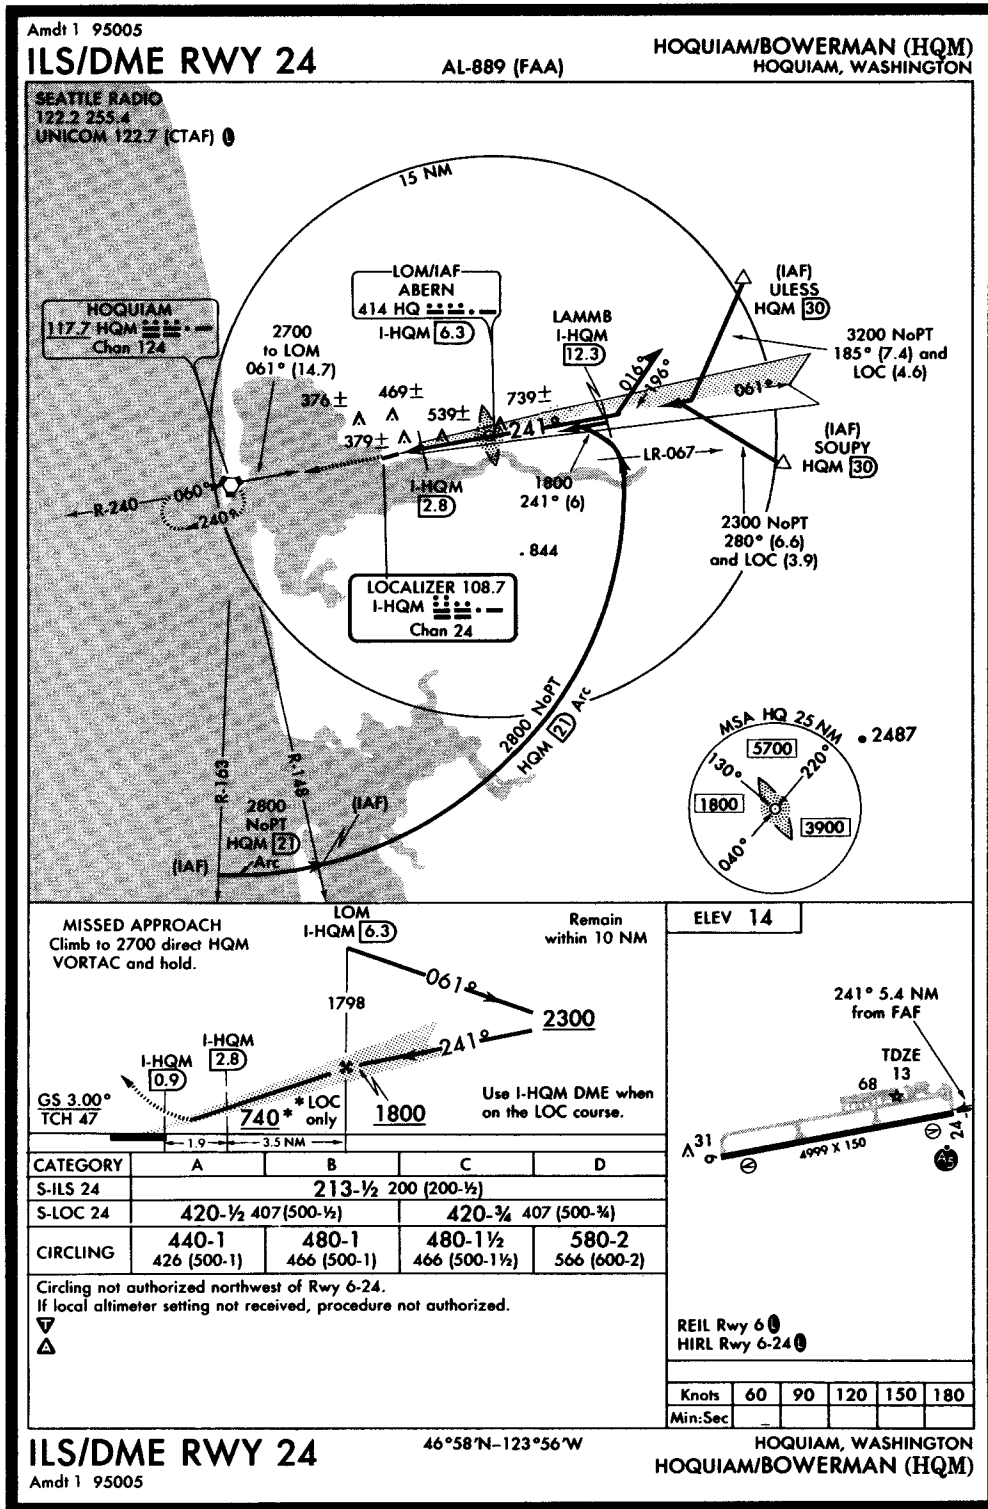 Amdt 1 95005
ILS/DME RWY 24
AL-889 (FAA)
HOQUIAM/BOWERMAN (HQM)
HOQUIAM, WASHINGTON
SEATTLE RADIO
122.2 255.4
UNICOM 122.7 (CTAF) L
15 NM
LOM/IAF
ABERN
414 HQ
I-HQM 6.3
HOQUIAM
117.7 HQM
Chan 124
2700
to LOM
061° (14.7)
LAMMB
I-HQM
12.3
(IAF)
ULESS
HQM 30
3200 NoPT
185° (7.4) and
LOC (4.6)
016°
196°
061°
376±
469±
539±
739±
379±
241°
(IAF)
SOUPY
HQM 30
LR-067
I-HQM
2.8
1800
241° (6)
R-240
060°
240°
2300 NoPT
280° (6.6)
and LOC (3.9)
.844
LOCALIZER 108.7
I-HQM
Chan 24
2800 NoPT
HQM 21 Arc
R-163
R-148
2800
NoPT
HQM 21
Arc
(IAF)
(IAF)
MSA HQ 25 NM
2487
5700
130°
220°
1800
3900
040°
MISSED APPROACH
Climb to 2700 direct HQM
VORTAC and hold.
LOM
I-HQM 6.3
Remain
within 10 NM
061°
1798
2300
241°
I-HQM
2.8
I-HQM
0.9
GS 3.00°
TCH 47
740*
*LOC
only
1800
Use I-HQM DME when
on the LOC course.
1.9
3.5 NM
ELEV 14
241° 5.4 NM
from FAF
TDZE
13
68
31
6
4999 X 150
24
A5
CATEGORY A B C D
S-ILS 24 213-½ 200 (200-½)
S-LOC 24 420-½ 407 (500-½) 420-¾ 407 (500-¾)
CIRCLING 440-1 480-1 480-1½ 580-2
426 (500-1) 466 (500-1) 466 (500-1½) 566 (600-2)
Circling not authorized northwest of Rwy 6-24.
If local altimeter setting not received, procedure not authorized.
T
A
REIL Rwy 6 L
HIRL Rwy 6-24 L
Knots 60 90 120 150 180
Min:Sec
ILS/DME RWY 24
Amdt 1 95005
46°58'N-123°56'W
HOQUIAM, WASHINGTON
HOQUIAM/BOWERMAN (HQM)